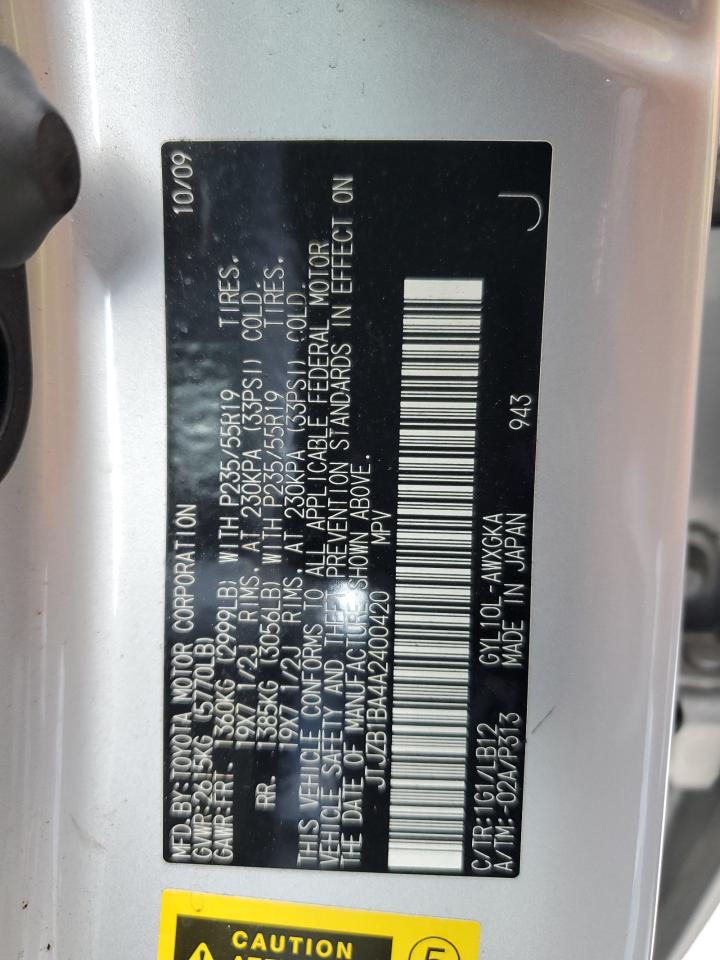 MFD.BY:TOYOTA MOTOR CORPORATION 10/09
GVWR:2615KG (5770LB)
GAWR:FRT. 1360KG (2999LB) WITH P235/55R19 TIRES.
19X7 1/2J RIMS. AT 230KPA (33PSI) COLD.
RR. 1385KG (3056LB) WITH P235/55R19 TIRES.
19X7 1/2J RIMS. AT 230KPA (33PSI) COLD.
THIS VEHICLE CONFORMS TO ALL APPLICABLE FEDERAL MOTOR
VEHICLE SAFETY AND THEFT PREVENTION STANDARDS IN EFFECT ON
THE DATE OF MANUFACTURE SHOWN ABOVE.
JTJZB1BA4A2400420 MPV
C/TR:1G1/LB12 GYL10L-AWXGKA
A/TM:-02A/P313 MADE IN JAPAN 943
J
CAUTION